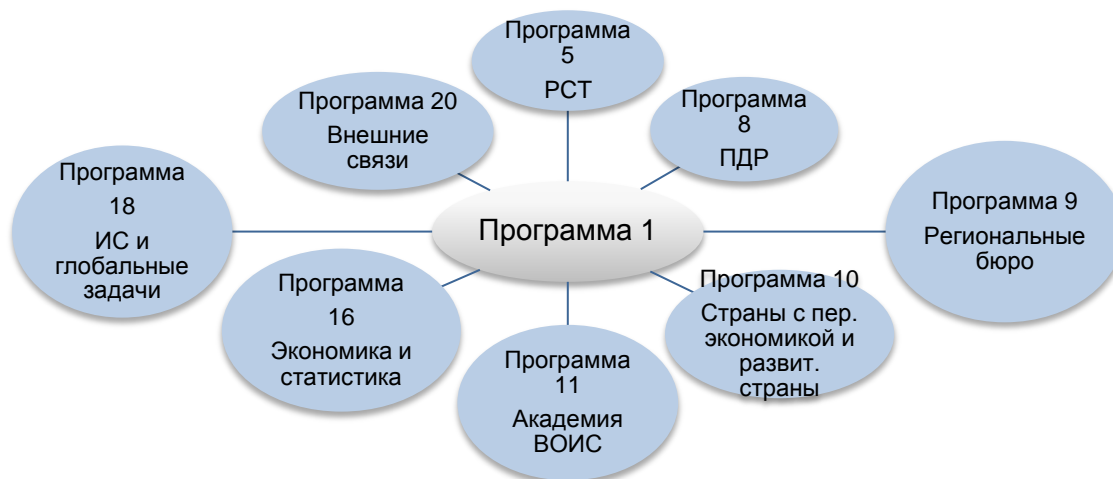 Программа
5
РСТ
Программа 20
Внешние
связи
Программа
8
ПДР
Программа
18
ИС и
глобальные
задачи
Программа 1
Программа 9
Региональные
бюро
Программа
16
Экономика и
статистика
Программа
11
Академия
ВОИС
Программа 10
Страны с пер.
экономикой и
развит.
страны